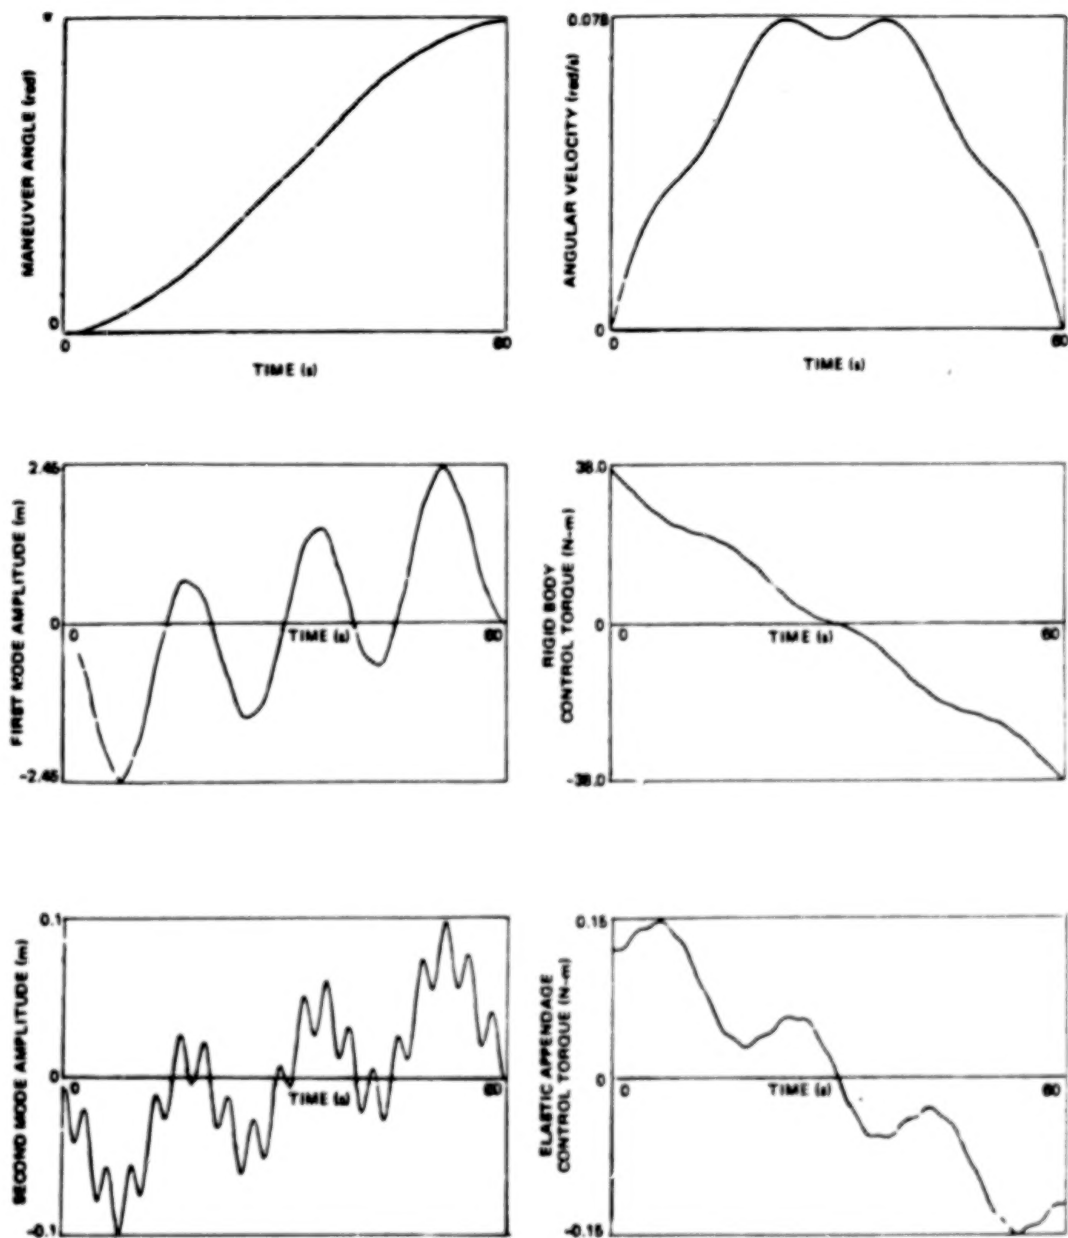 MANEUVER ANGLE (rad)
0
0
60
TIME (s)
0.078
ANGULAR VELOCITY (rad/s)
0
0
60
TIME (s)
2.45
FIRST MODE AMPLITUDE (m)
0
0
TIME (s)
60
-2.45
38.0
RIGID BODY
CONTROL TORQUE (N-m)
0
0
TIME (s)
60
-38.0
0.1
SECOND MODE AMPLITUDE (m)
0
0
TIME (s)
60
-0.1
0.15
ELASTIC APPENDAGE
CONTROL TORQUE (N-m)
0
0
TIME (s)
60
-0.15